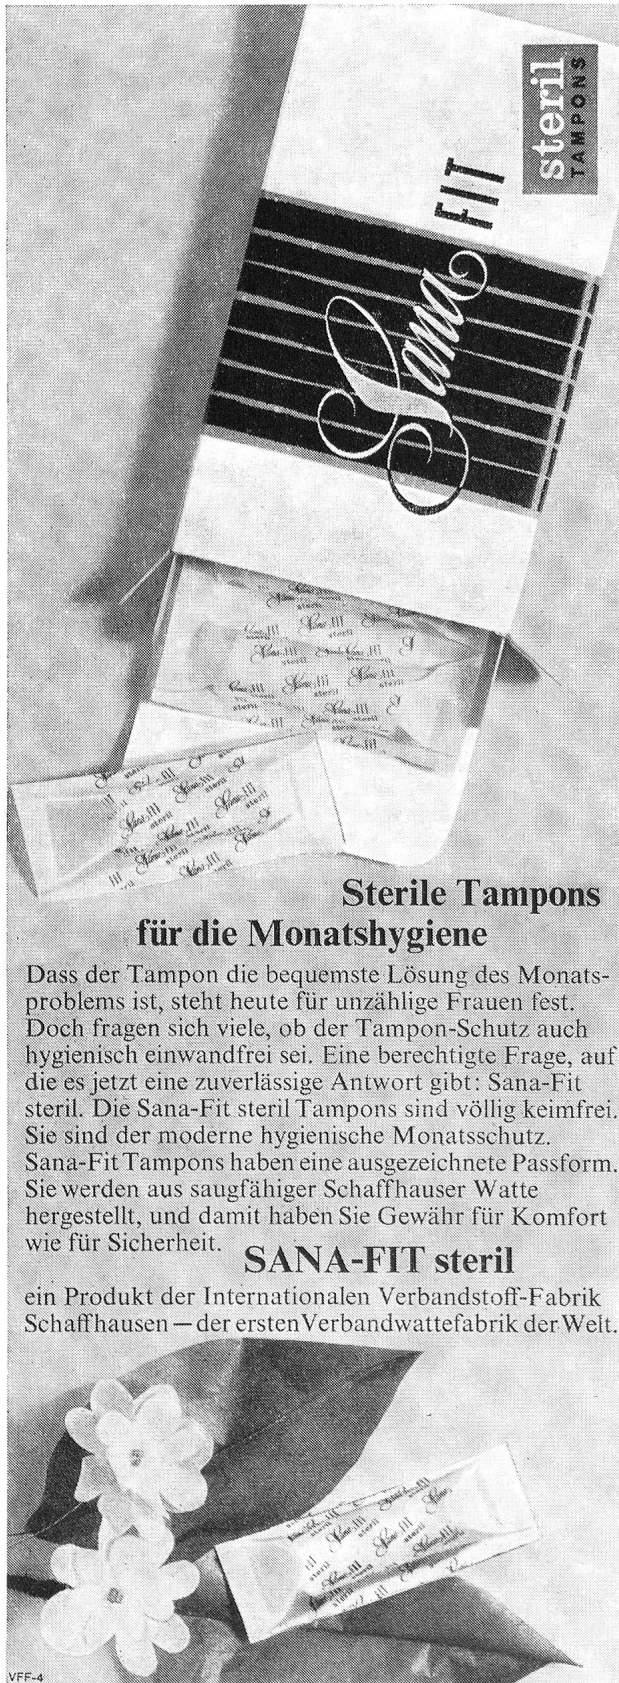 steril
TAMPONS
Sana FIT
Sterile Tampons
für die Monatshygiene
Dass der Tampon die bequemste Lösung des Monats-
problems ist, steht heute für unzählige Frauen fest.
Doch fragen sich viele, ob der Tampon-Schutz auch
hygienisch einwandfrei sei. Eine berechtigte Frage, auf
die es jetzt eine zuverlässige Antwort gibt: Sana-Fit
steril. Die Sana-Fit steril Tampons sind völlig keimfrei.
Sie sind der moderne hygienische Monatsschutz.
Sana-Fit Tampons haben eine ausgezeichnete Passform.
Sie werden aus saugfähiger Schaffhauser Watte
hergestellt, und damit haben Sie Gewähr für Komfort
wie für Sicherheit.
SANA-FIT steril
ein Produkt der Internationalen Verbandstoff-Fabrik
Schaffhausen — der ersten Verbandwattefabrik der Welt.
VFF-4